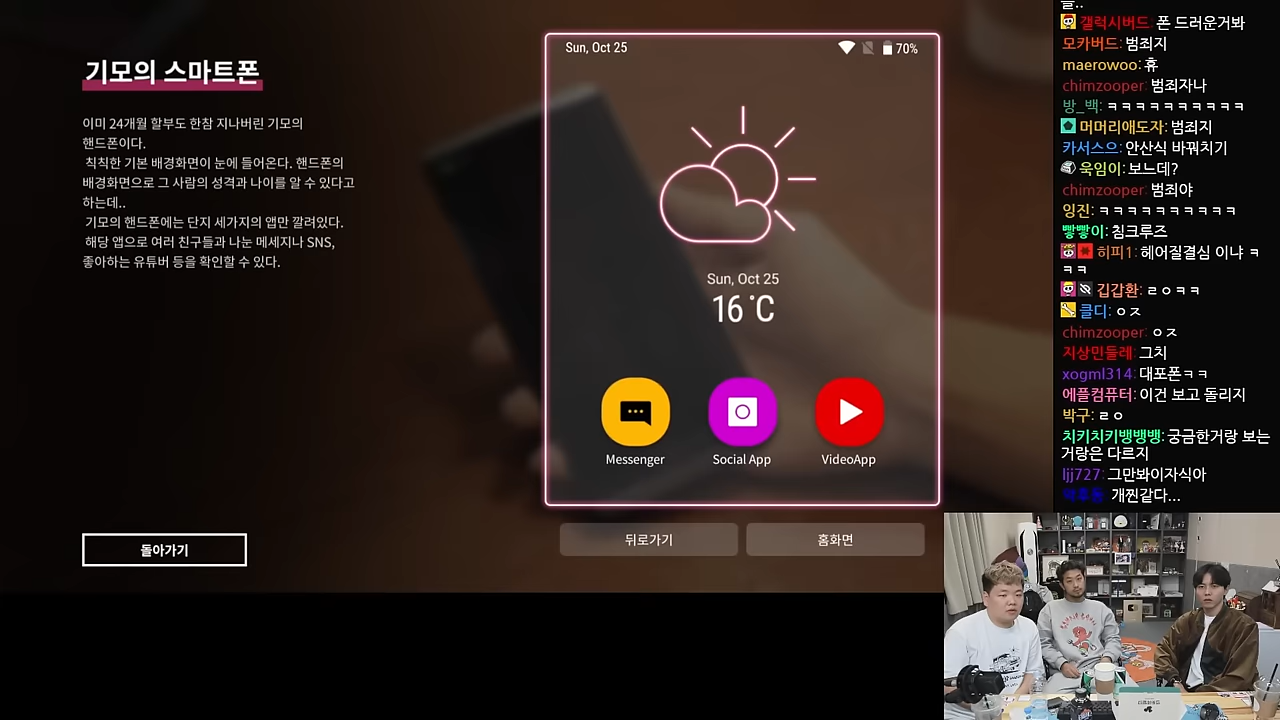 기모의 스마트폰
이미 24개월 할부도 한참 지나버린 기모의
핸드폰이다.
칙칙한 기본 배경화면이 눈에 들어온다. 핸드폰의
배경화면으로 그 사람의 성격과 나이를 알 수 있다고
하는데..
기모의 핸드폰에는 단지 세가지의 앱만 깔려있다.
해당 앱으로 여러 친구들과 나눈 메세지나 SNS,
좋아하는 유튜버 등을 확인할 수 있다.
돌아가기
Sun, Oct 25
70%
Sun, Oct 25
16 °C
Messenger
Social App
VideoApp
뒤로가기
홈화면
갤럭시버드: 폰 드러운거봐
모카버드: 범죄지
maerowoo: 휴
chimzooper: 범죄자나
방_백: ㅋㅋㅋㅋㅋㅋㅋㅋㅋㅋ
머머리애도자: 범죄지
카서스으: 안산식 바꿔치기
욱임이: 보느데?
chimzooper: 범죄야
잉진: ㅋㅋㅋㅋㅋㅋㅋㅋㅋㅋ
빵빵이: 침크루즈
히피1: 헤어질결심 이냐 ㅋ
ㅋㅋ
깁갑환: ㄹㅇㅋㅋ
클디: ㅇㅈ
chimzooper: ㅇㅈ
지상민들레: 그치
xogml314: 대포폰ㅋㅋ
에플컴퓨터: 이건 보고 돌리지
박구: ㄹㅇ
치키치키뱅뱅뱅: 궁금한거랑 보는
거랑은 다르지
ljj727: 그만봐이자식아
개찐같다...